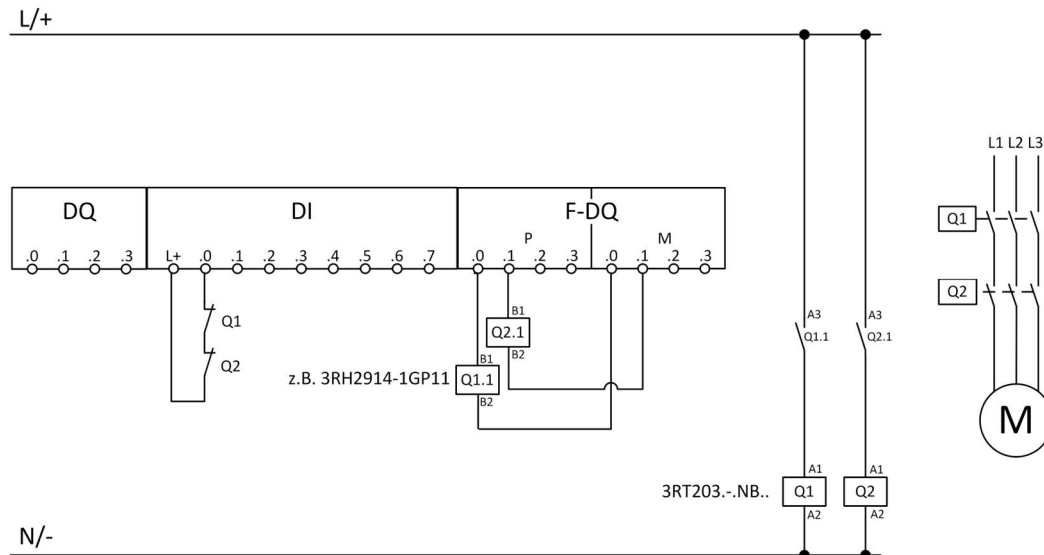 L/+
L1 L2 L3
DQ DI F-DQ
P M
.0 .1 .2 .3 L+ .0 .1 .2 .3 .4 .5 .6 .7 .0 .1 .2 .3 .0 .1 .2 .3
Q1
Q2
Q1
Q2
B1
Q2.1
B2
z.B. 3RH2914-1GP11
B1
Q1.1
B2
A3
Q1.1
A3
Q2.1
M
3RT203.-.NB..
A1
Q1
A2
A1
Q2
A2
N/-